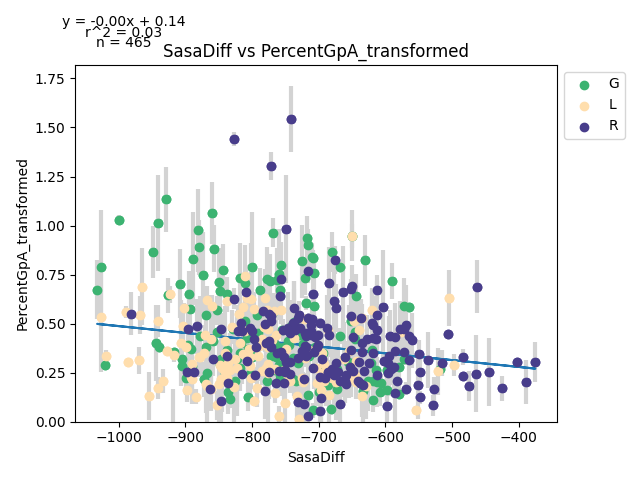 y = -0.00x + 0.14
r^2 = 0.03
n = 465
SasaDiff vs PercentGpA_transformed
PercentGpA_transformed
1.75
1.50
1.25
1.00
0.75
0.50
0.25
0.00
−1000 −900 −800 −700 −600 −500 −400
SasaDiff
G
L
R